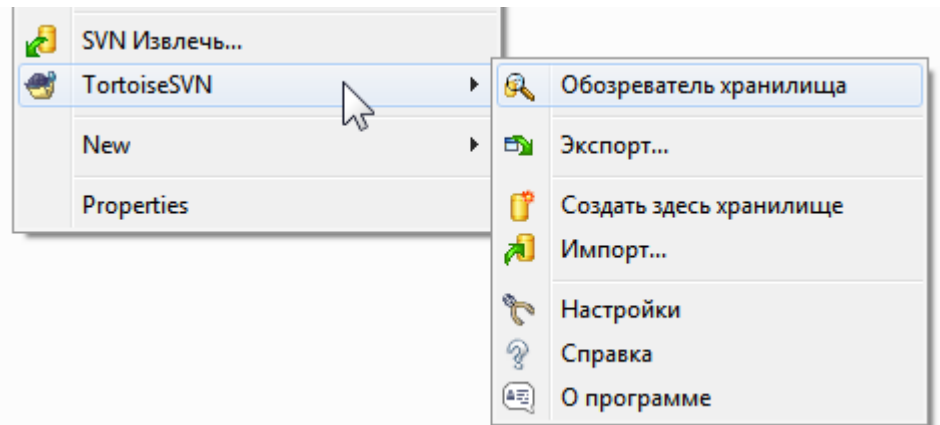 SVN Извлечь...
TortoiseSVN
New
Properties
Обозреватель хранилища
Экспорт...
Создать здесь хранилище
Импорт...
Настройки
Справка
О программе